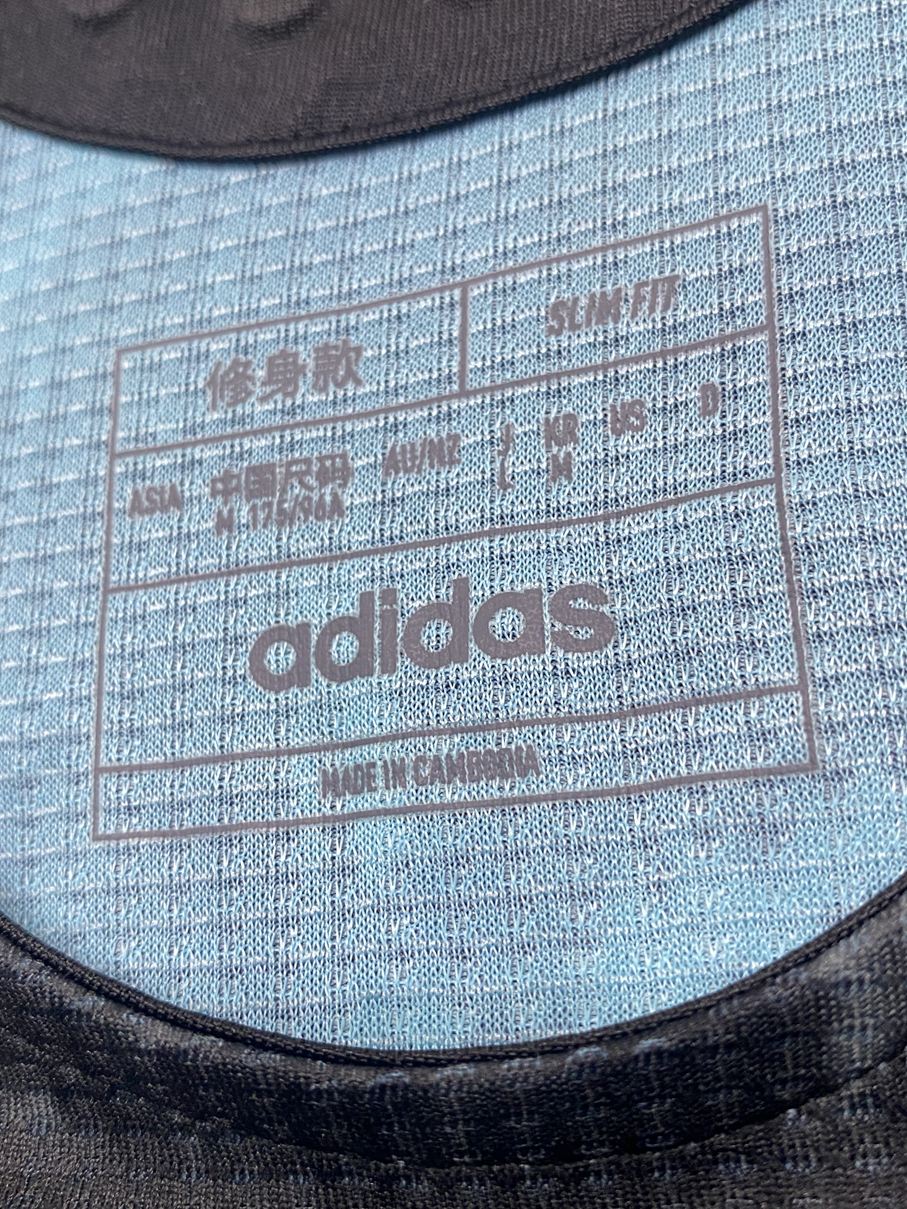 修身款 SLIM FIT
ASIA 中国尺码 AU/NZ J KR US D
M 175/96A L M
adidas
MADE IN CAMBODIA